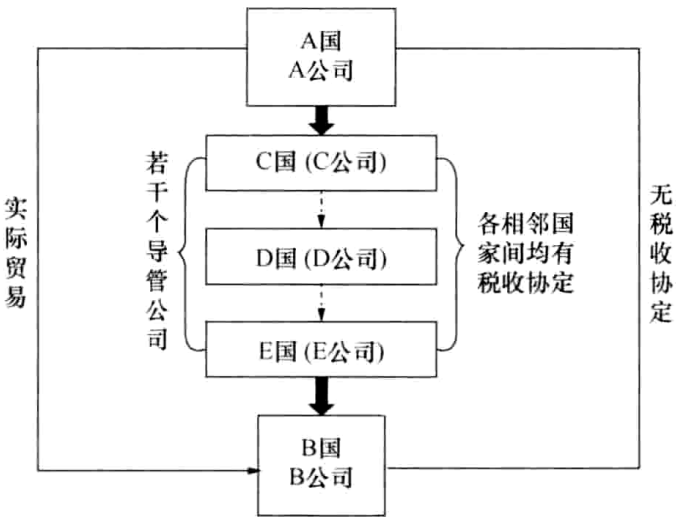 A国
A公司
C国 (C公司)
若干个导管公司
实际贸易
各相邻国
家间均有
税收协定
无税收协定
D国 (D公司)
E国 (E公司)
B国
B公司